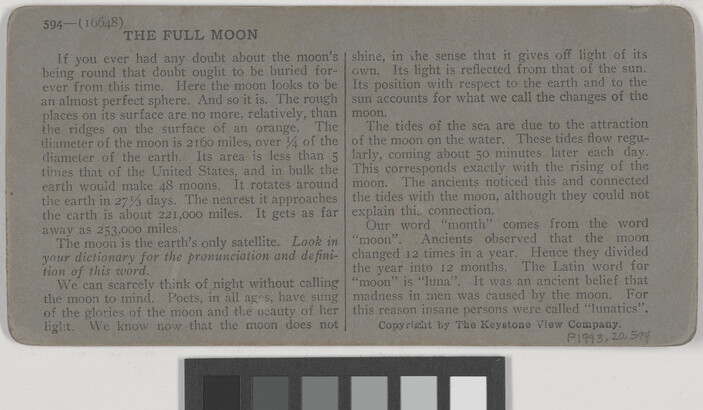 594—(16648)
THE FULL MOON
If you ever had any doubt about the moon's
being round that doubt ought to be buried for-
ever from this time. Here the moon looks to be
an almost perfect sphere. And so it is. The rough
places on its surface are no more, relatively, than
the ridges on the surface of an orange. The
diameter of the moon is 2160 miles, over ¼ of the
diameter of the earth. Its area is less than 5
times that of the United States, and in bulk the
earth would make 48 moons. It rotates around
the earth in 27⅓ days. The nearest it approaches
the earth is about 221,000 miles. It gets as far
away as 253,000 miles.
The moon is the earth's only satellite. Look in
your dictionary for the pronunciation and defini-
tion of this word.
We can scarcely think of night without calling
the moon to mind. Poets, in all ages, have sung
of the glories of the moon and the beauty of her
light. We know now that the moon does not
shine, in the sense that it gives off light of its
own. Its light is reflected from that of the sun.
Its position with respect to the earth and to the
sun accounts for what we call the changes of the
moon.
The tides of the sea are due to the attraction
of the moon on the water. These tides flow regu-
larly, coming about 50 minutes later each day.
This corresponds exactly with the rising of the
moon. The ancients noticed this and connected
the tides with the moon, although they could not
explain this connection.
Our word "month" comes from the word
"moon". Ancients observed that the moon
changed 12 times in a year. Hence they divided
the year into 12 months. The Latin word for
"moon" is "luna". It was an ancient belief that
madness in men was caused by the moon. For
this reason insane persons were called "lunatics".
Copyright by The Keystone View Company.
P1993.20.594